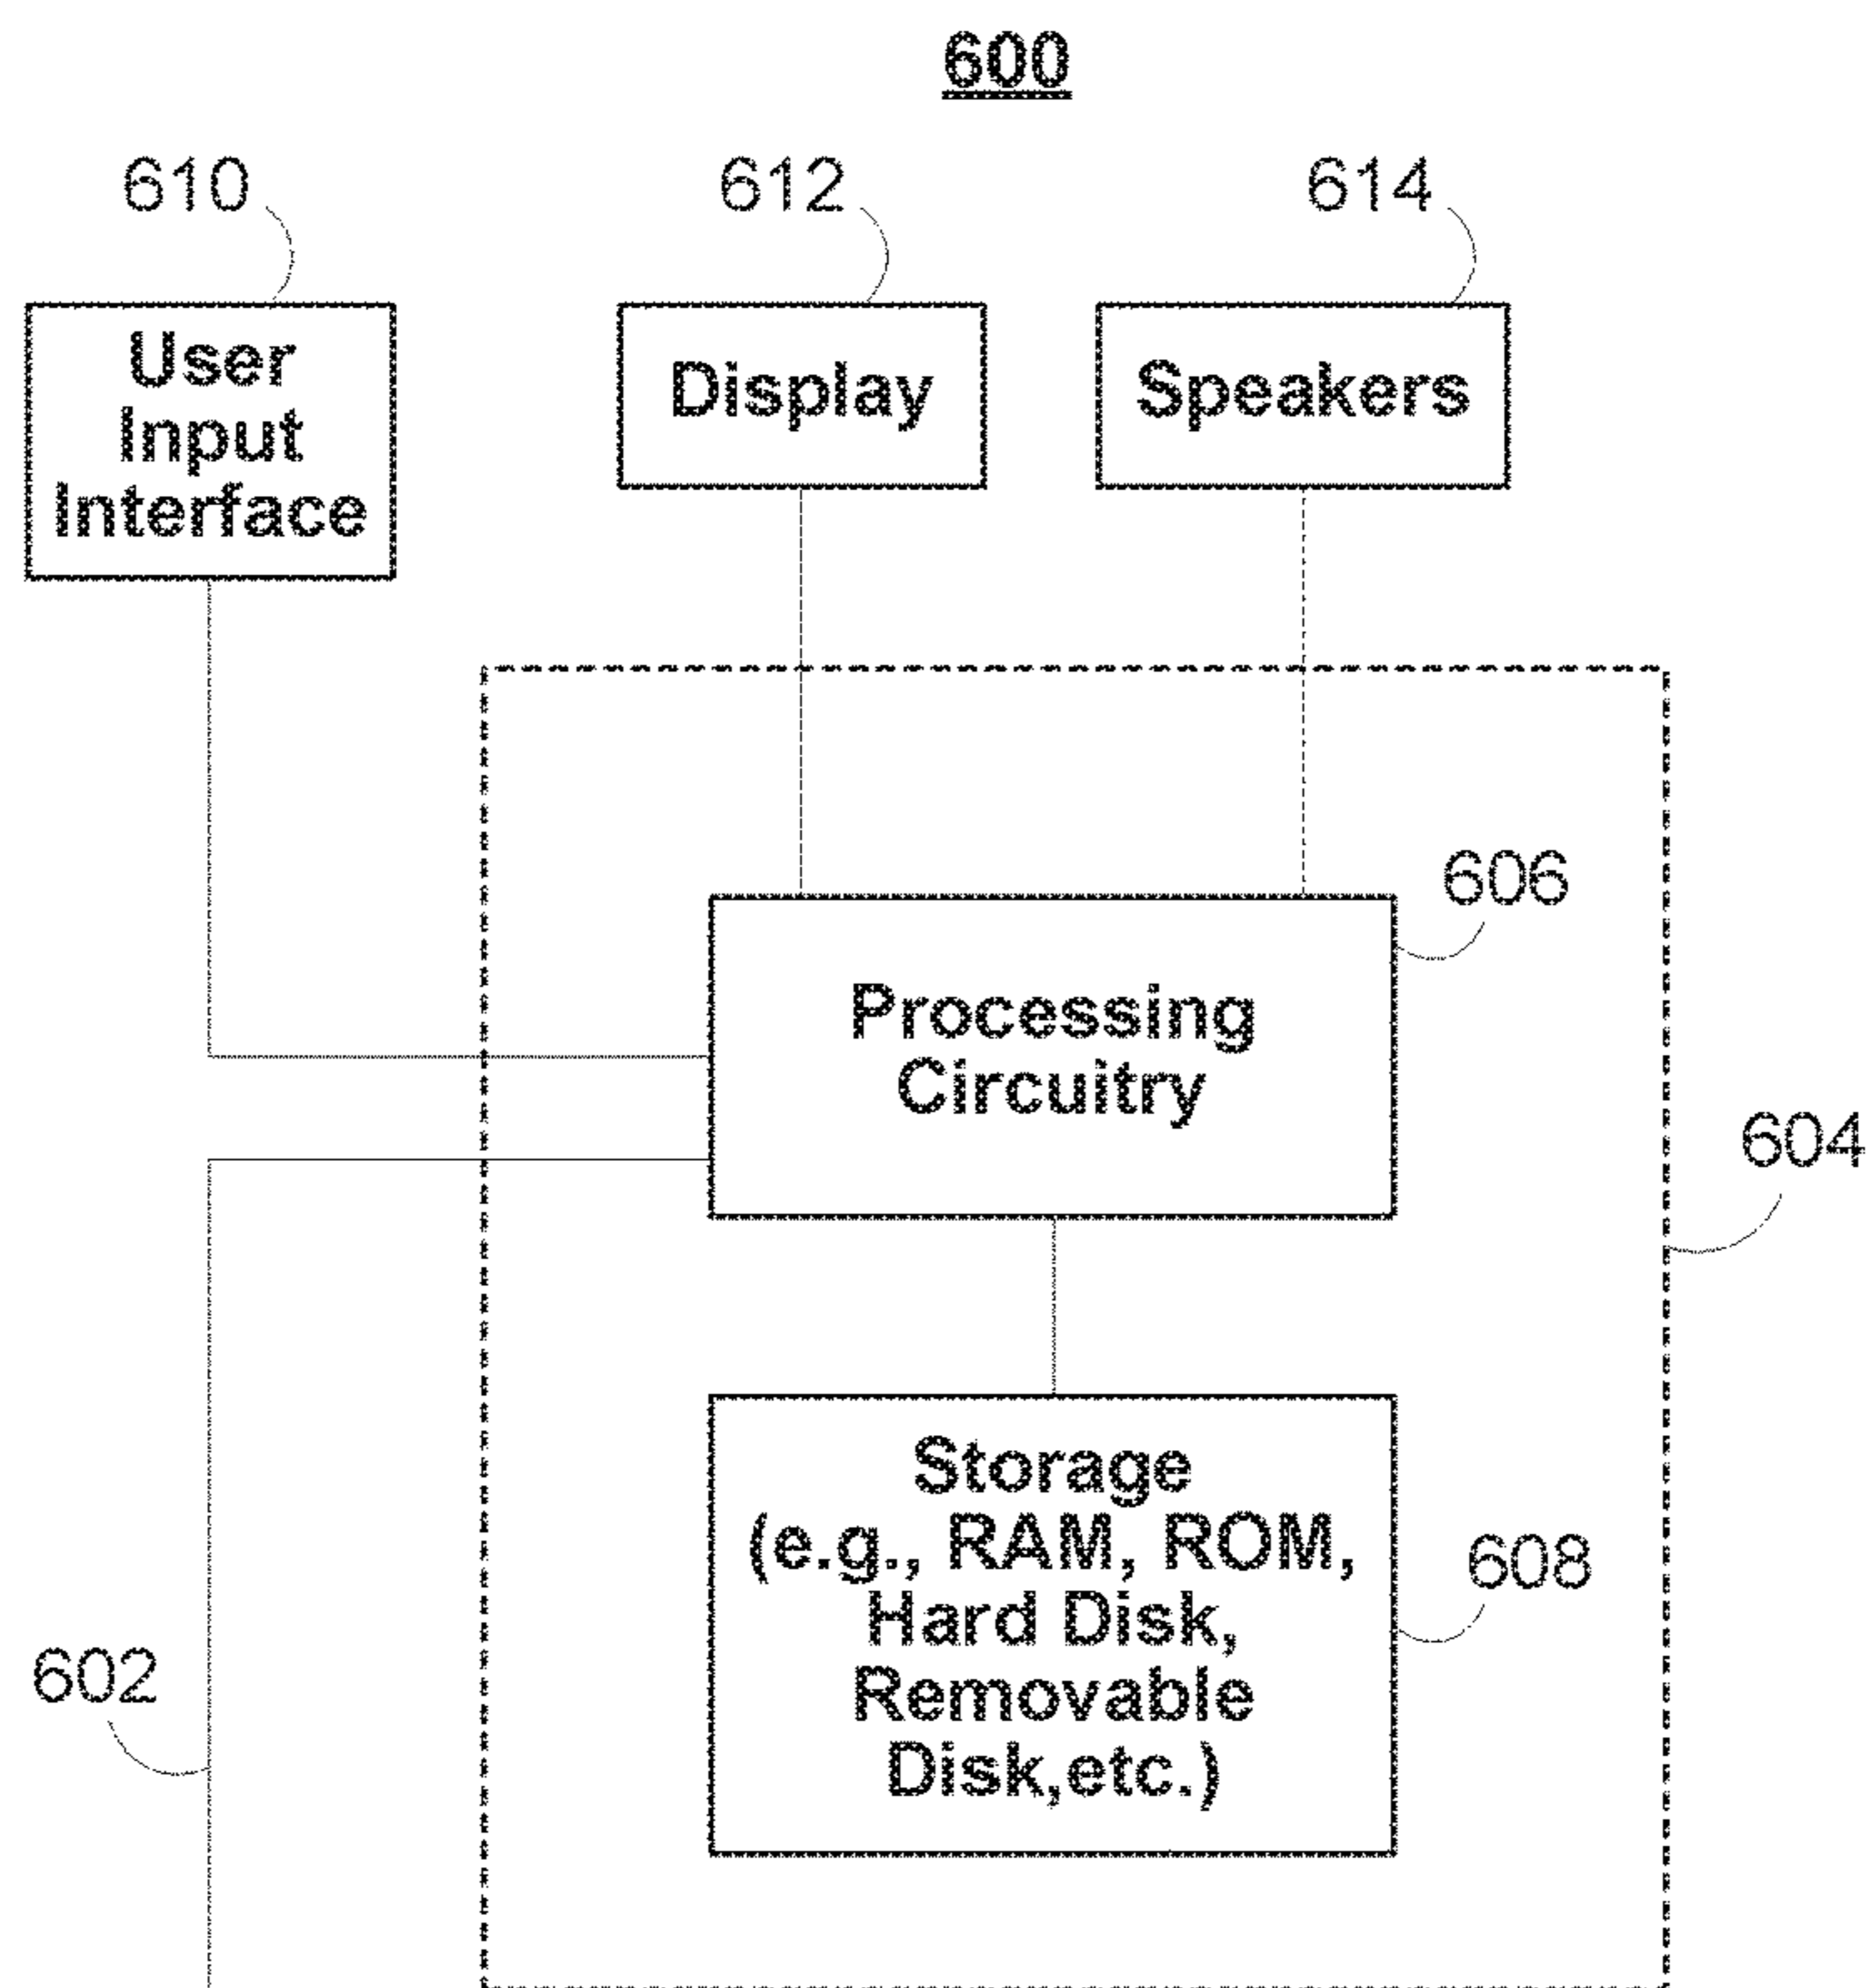 600
610
612
614
User
Input
Interface
Display
Speakers
606
Processing
Circuitry
604
Storage
(e.g., RAM, ROM,
Hard Disk,
Removable
Disk,etc.)
608
602